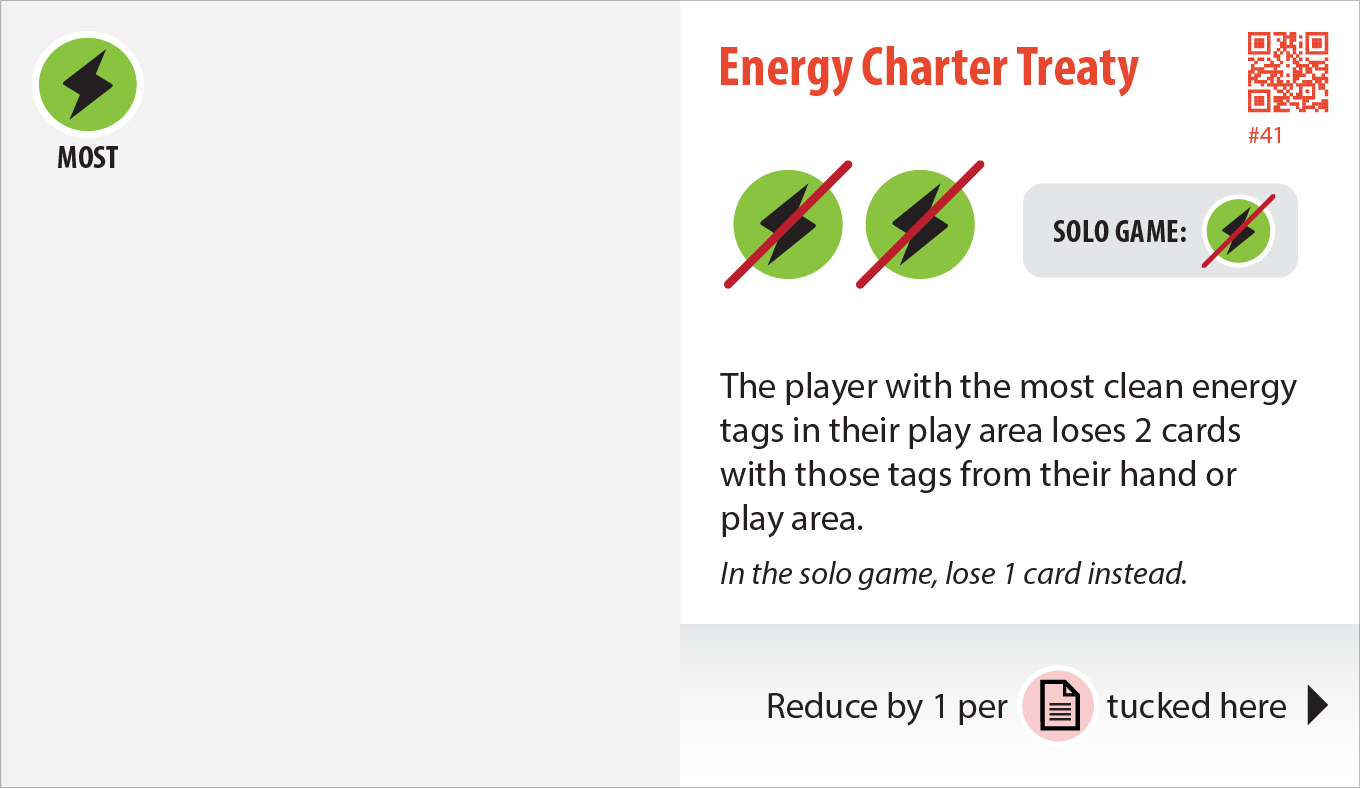 MOST
Energy Charter Treaty
#41
SOLO GAME:
The player with the most clean energy
tags in their play area loses 2 cards
with those tags from their hand or
play area.
In the solo game, lose 1 card instead.
Reduce by 1 per tucked here